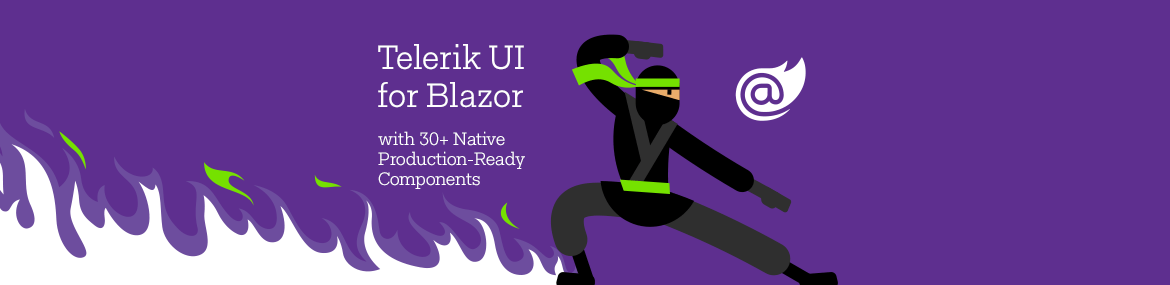 Telerik UI
for Blazor
with 30+ Native
Production-Ready
Components
@